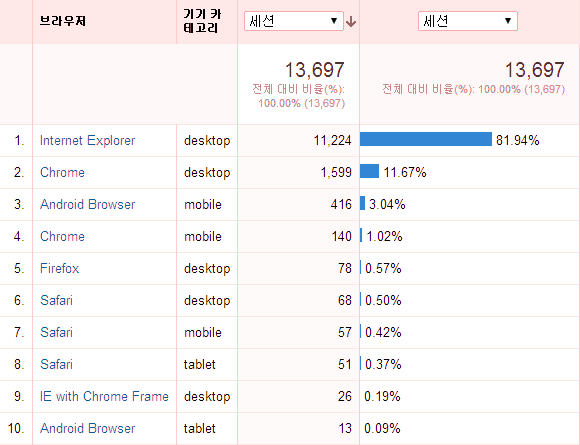 브라우저 기기 카테고리 세션 세션
13,697 13,697
전체 대비 비율(%): 전체 대비 비율(%): 100.00% (13,697)
100.00% (13,697)
1. Internet Explorer desktop 11,224 81.94%
2. Chrome desktop 1,599 11.67%
3. Android Browser mobile 416 3.04%
4. Chrome mobile 140 1.02%
5. Firefox desktop 78 0.57%
6. Safari desktop 68 0.50%
7. Safari mobile 57 0.42%
8. Safari tablet 51 0.37%
9. IE with Chrome Frame desktop 26 0.19%
10. Android Browser tablet 13 0.09%